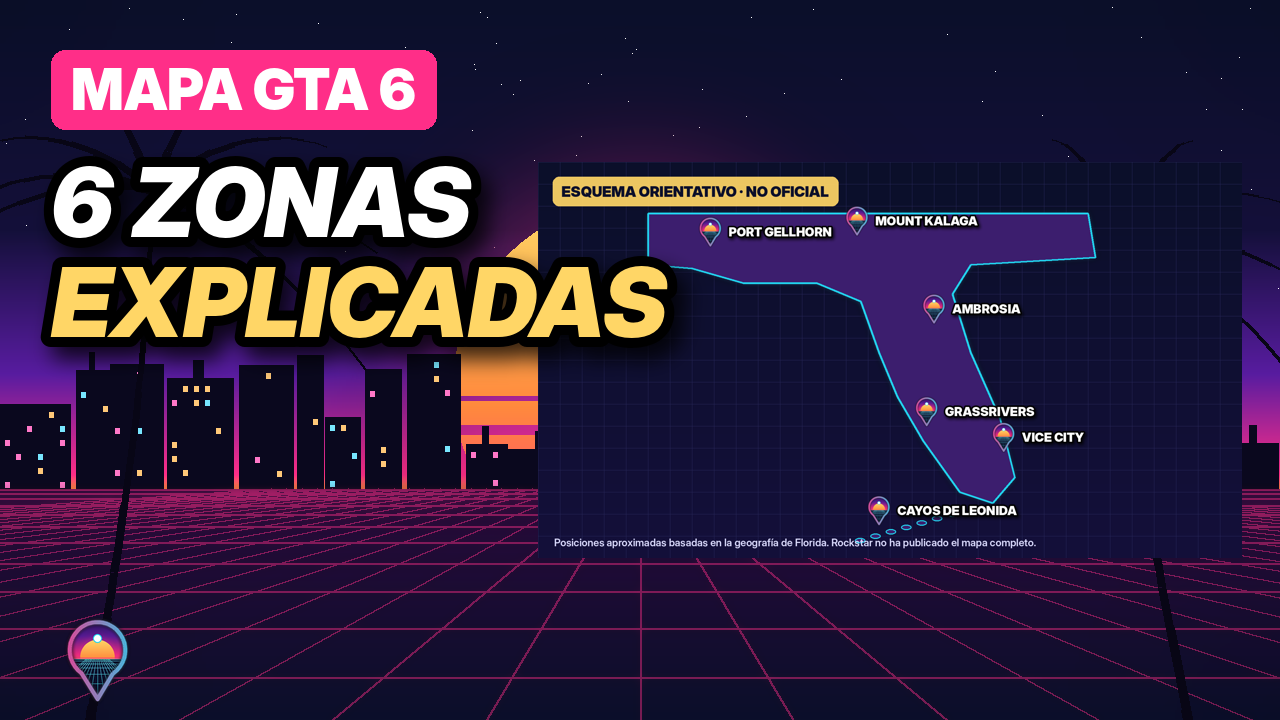 MAPA GTA 6
6 ZONAS
EXPLICADAS
ESQUEMA ORIENTATIVO · NO OFICIAL
PORT GELLHORN
MOUNT KALAGA
AMBROSIA
GRASSRIVERS
VICE CITY
CAYOS DE LEONIDA
Posiciones aproximadas basadas en la geografía de Florida. Rockstar no ha publicado el mapa completo.